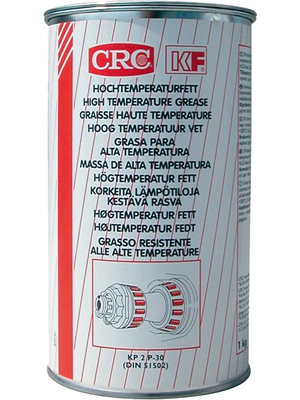 CRC KF
HOCHTEMPERATURFETT
HIGH TEMPERATURE GREASE
GRAISSE HAUTE TEMPERATURE
HOOG TEMPERATUUR VET
GRASA PARA
ALTA TEMPERATURA
MASSA DE ALTA TEMPERATURA
HÖGTEMPERATUR FETT
KORKEITA LÄMPÖTILOJA
KESTÄVÄ RASVA
HØGTEMPERATUR FETT
HØJTEMPERATUR FEDT
GRASSO RESISTENTE
ALLE ALTE TEMPERATURE
KP 2 P-30
(DIN 51502)
1 kg